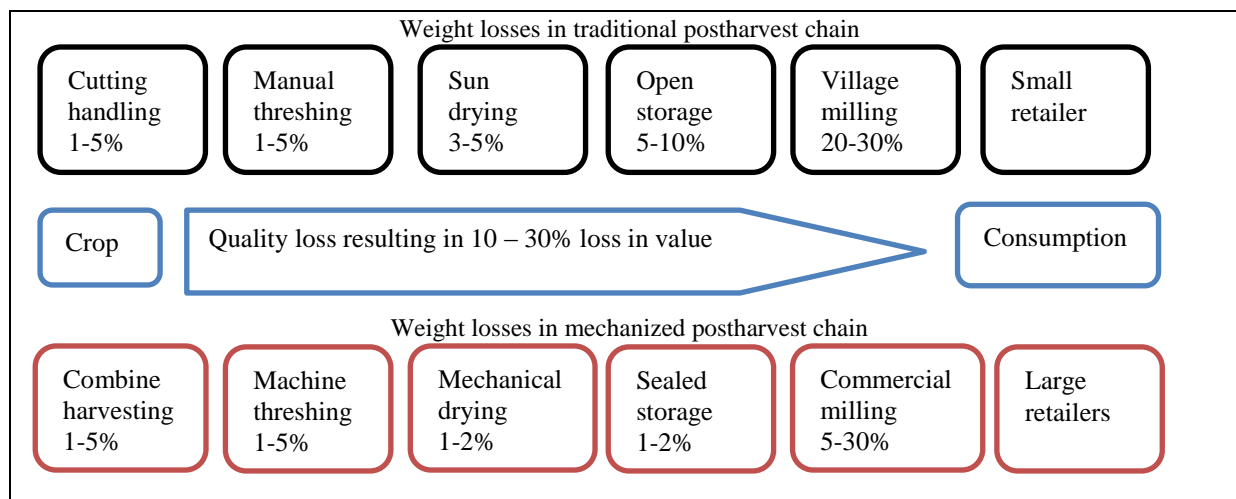 Weight losses in traditional postharvest chain
Cutting
handling
1-5%
Manual
threshing
1-5%
Sun
drying
3-5%
Open
storage
5-10%
Village
milling
20-30%
Small
retailer
Crop
Quality loss resulting in 10 – 30% loss in value
Consumption
Weight losses in mechanized postharvest chain
Combine
harvesting
1-5%
Machine
threshing
1-5%
Mechanical
drying
1-2%
Sealed
storage
1-2%
Commercial
milling
5-30%
Large
retailers